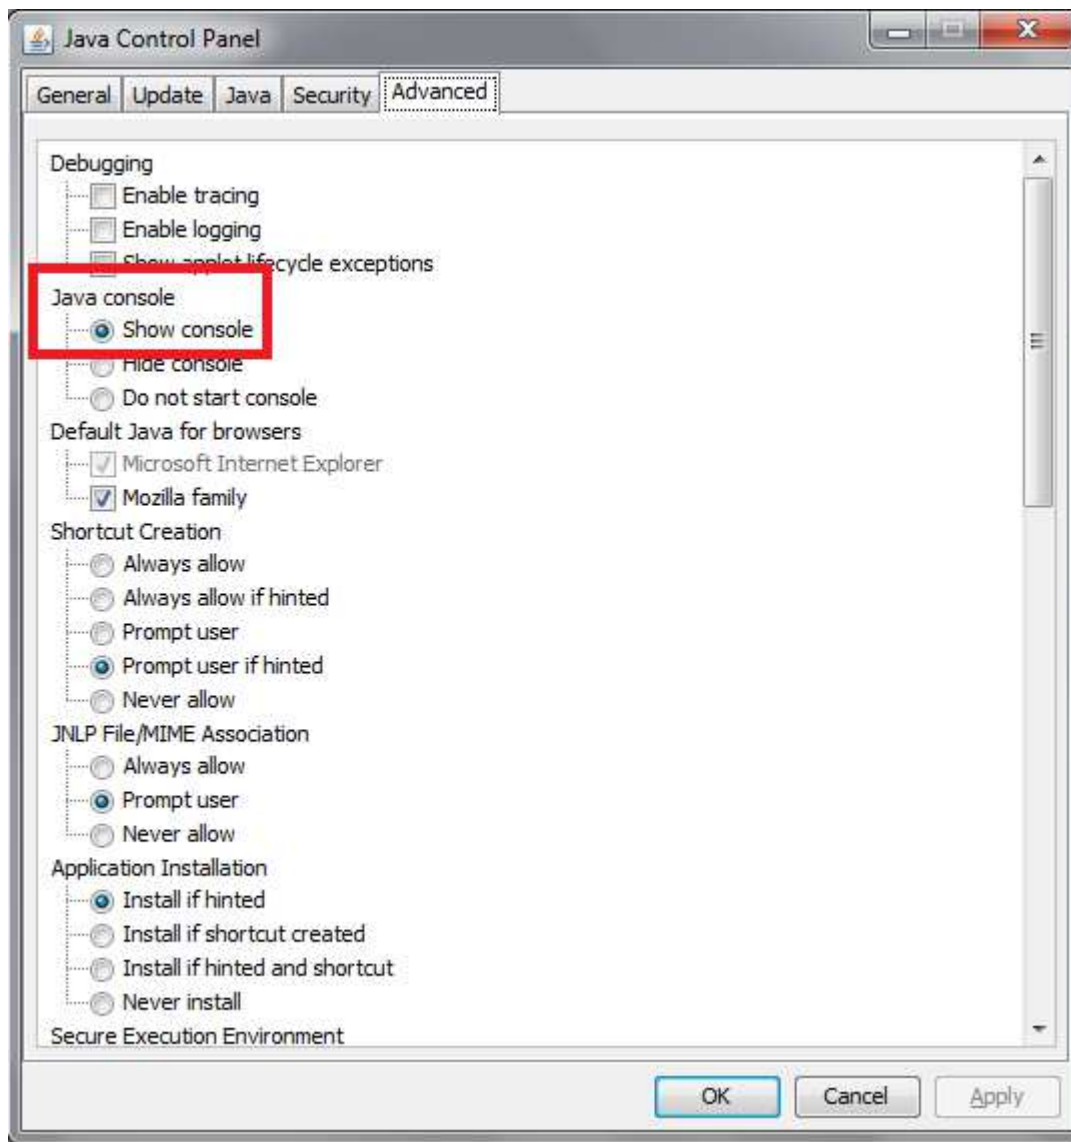 Java Control Panel
General Update Java Security Advanced
Debugging
Enable tracing
Enable logging
Show applet lifecycle exceptions
Java console
Show console
Hide console
Do not start console
Default Java for browsers
Microsoft Internet Explorer
Mozilla family
Shortcut Creation
Always allow
Always allow if hinted
Prompt user
Prompt user if hinted
Never allow
JNLP File/MIME Association
Always allow
Prompt user
Never allow
Application Installation
Install if hinted
Install if shortcut created
Install if hinted and shortcut
Never install
Secure Execution Environment
OK Cancel Apply